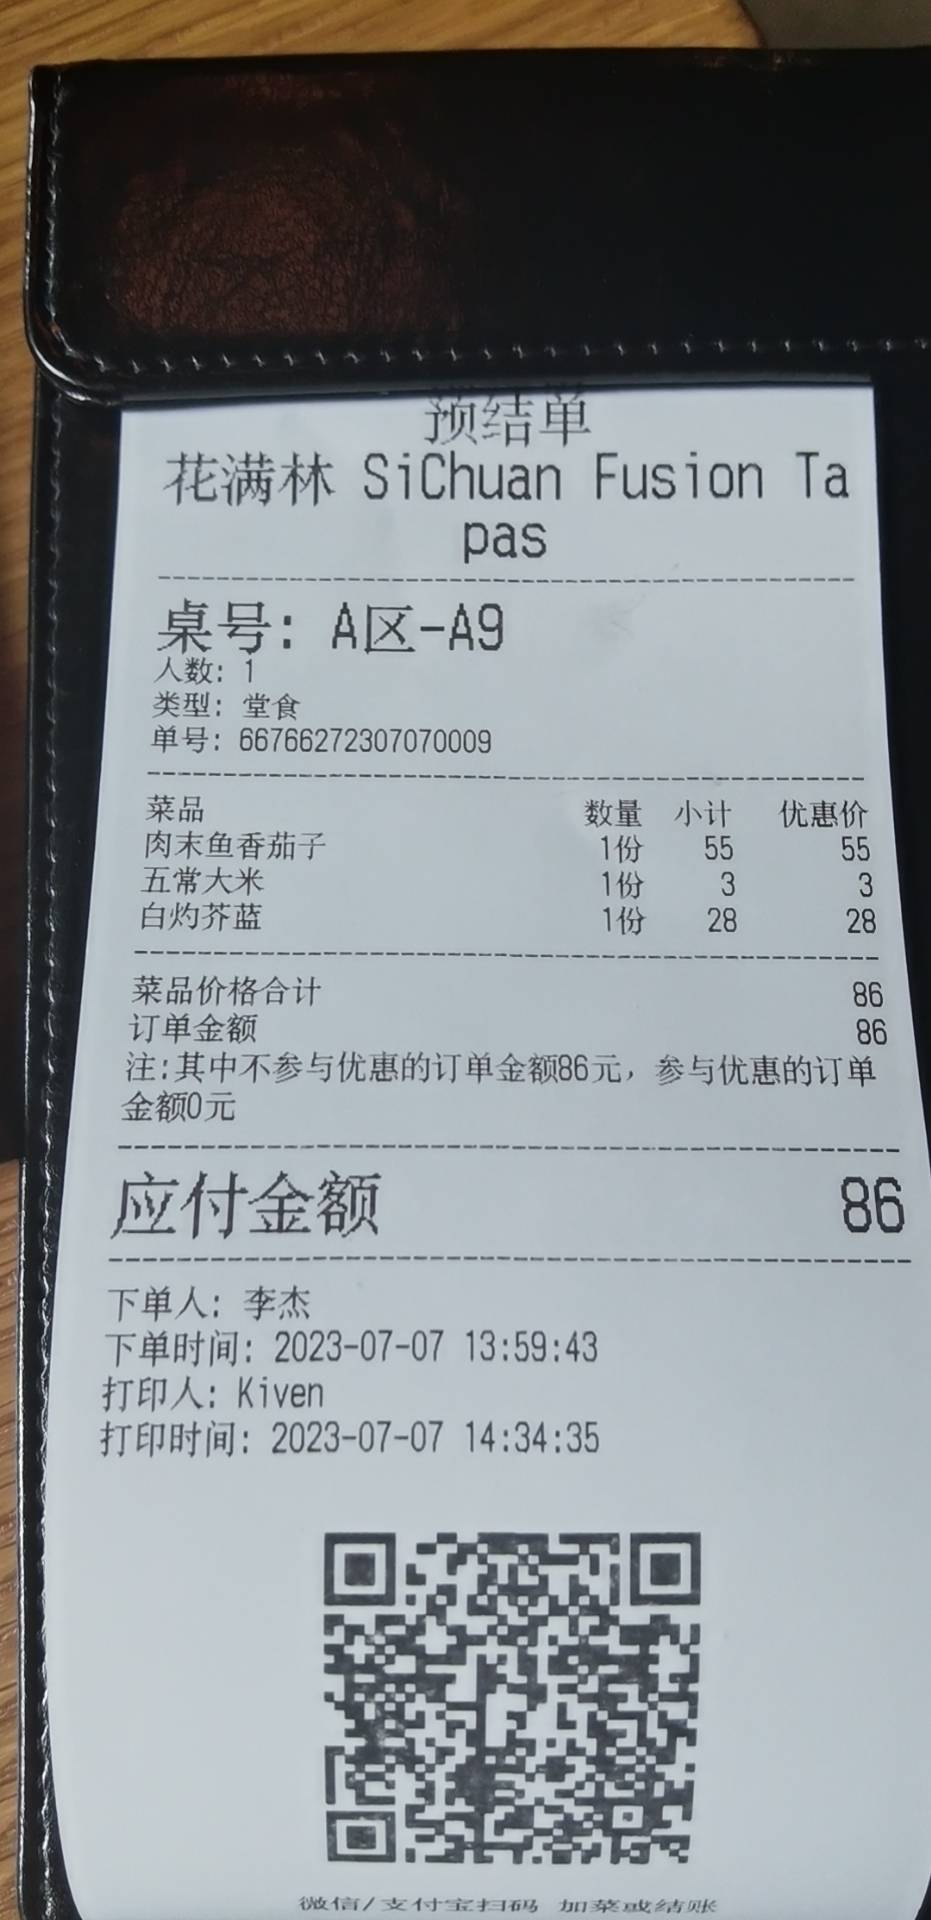 预结单
花满林 SiChuan Fusion Ta
pas
桌号: A区-A9
人数: 1
类型: 堂食
单号: 66766272307070009
菜品 数量 小计 优惠价
肉末鱼香茄子 1份 55 55
五常大米 1份 3 3
白灼芥蓝 1份 28 28
菜品价格合计 86
订单金额 86
注:其中不参与优惠的订单金额86元，参与优惠的订单
金额0元
应付金额 86
下单人: 李杰
下单时间: 2023-07-07 13:59:43
打印人: Kiven
打印时间: 2023-07-07 14:34:35
微信/支付宝扫码 加菜或结账